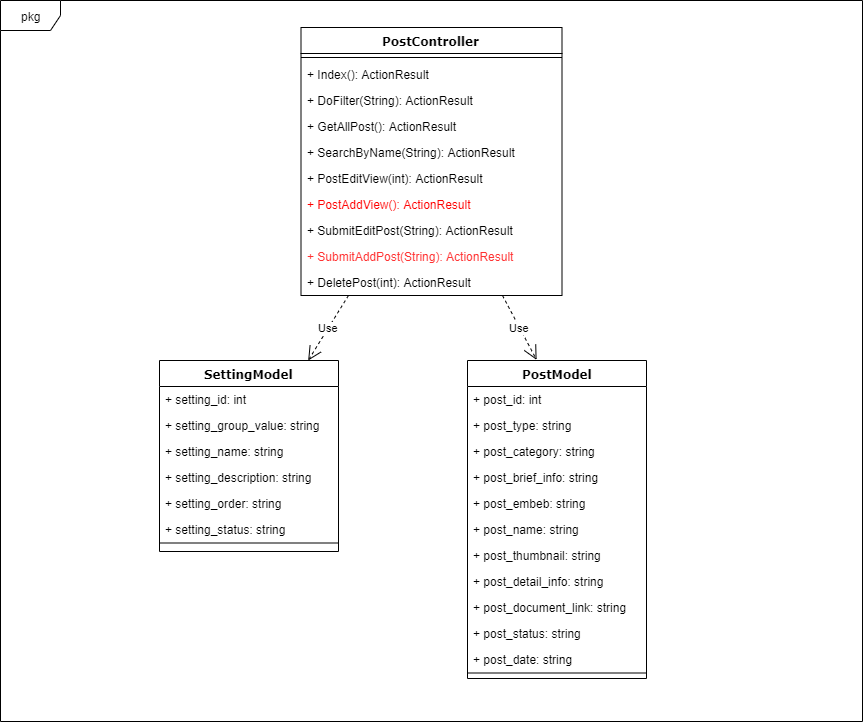 pkg
PostController
+ Index(): ActionResult
+ DoFilter(String): ActionResult
+ GetAllPost(): ActionResult
+ SearchByName(String): ActionResult
+ PostEditView(int): ActionResult
+ PostAddView(): ActionResult
+ SubmitEditPost(String): ActionResult
+ SubmitAddPost(String): ActionResult
+ DeletePost(int): ActionResult
Use
Use
SettingModel
+ setting_id: int
+ setting_group_value: string
+ setting_name: string
+ setting_description: string
+ setting_order: string
+ setting_status: string
PostModel
+ post_id: int
+ post_type: string
+ post_category: string
+ post_brief_info: string
+ post_embeb: string
+ post_name: string
+ post_thumbnail: string
+ post_detail_info: string
+ post_document_link: string
+ post_status: string
+ post_date: string